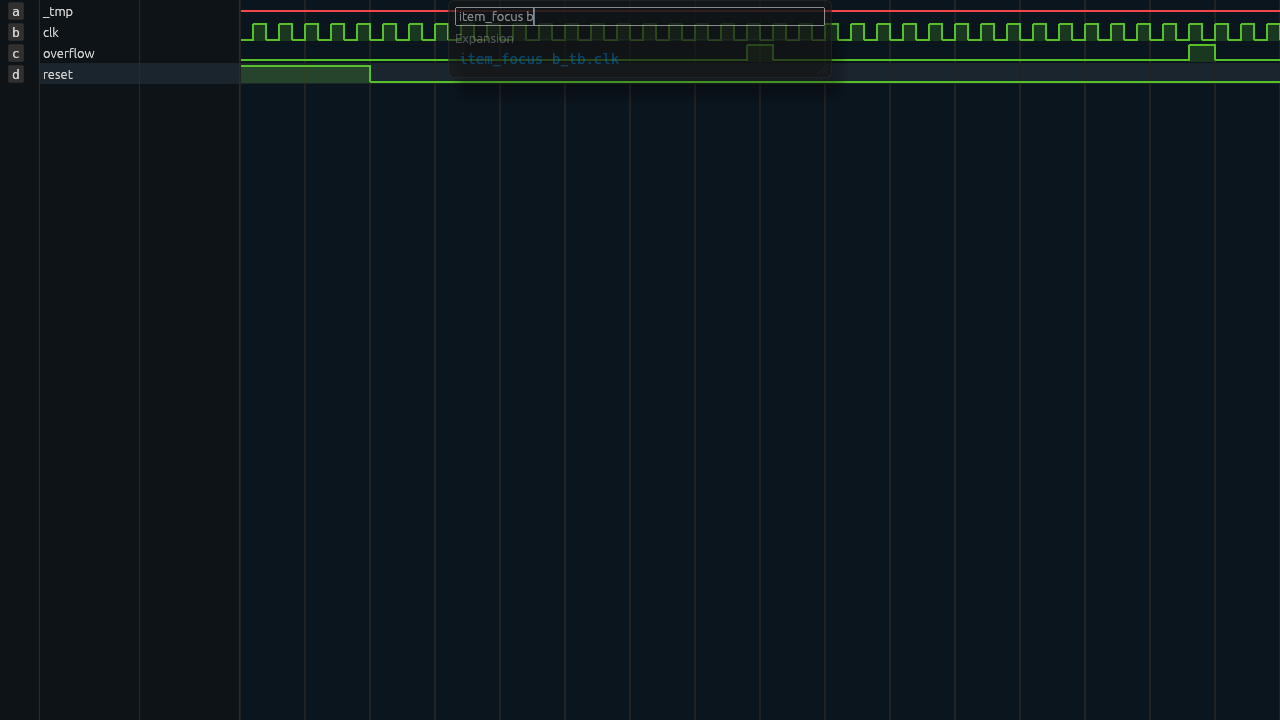 a _tmp
b clk
c overflow
d reset
item_focus b
Expansion
item_focus b_tb.clk